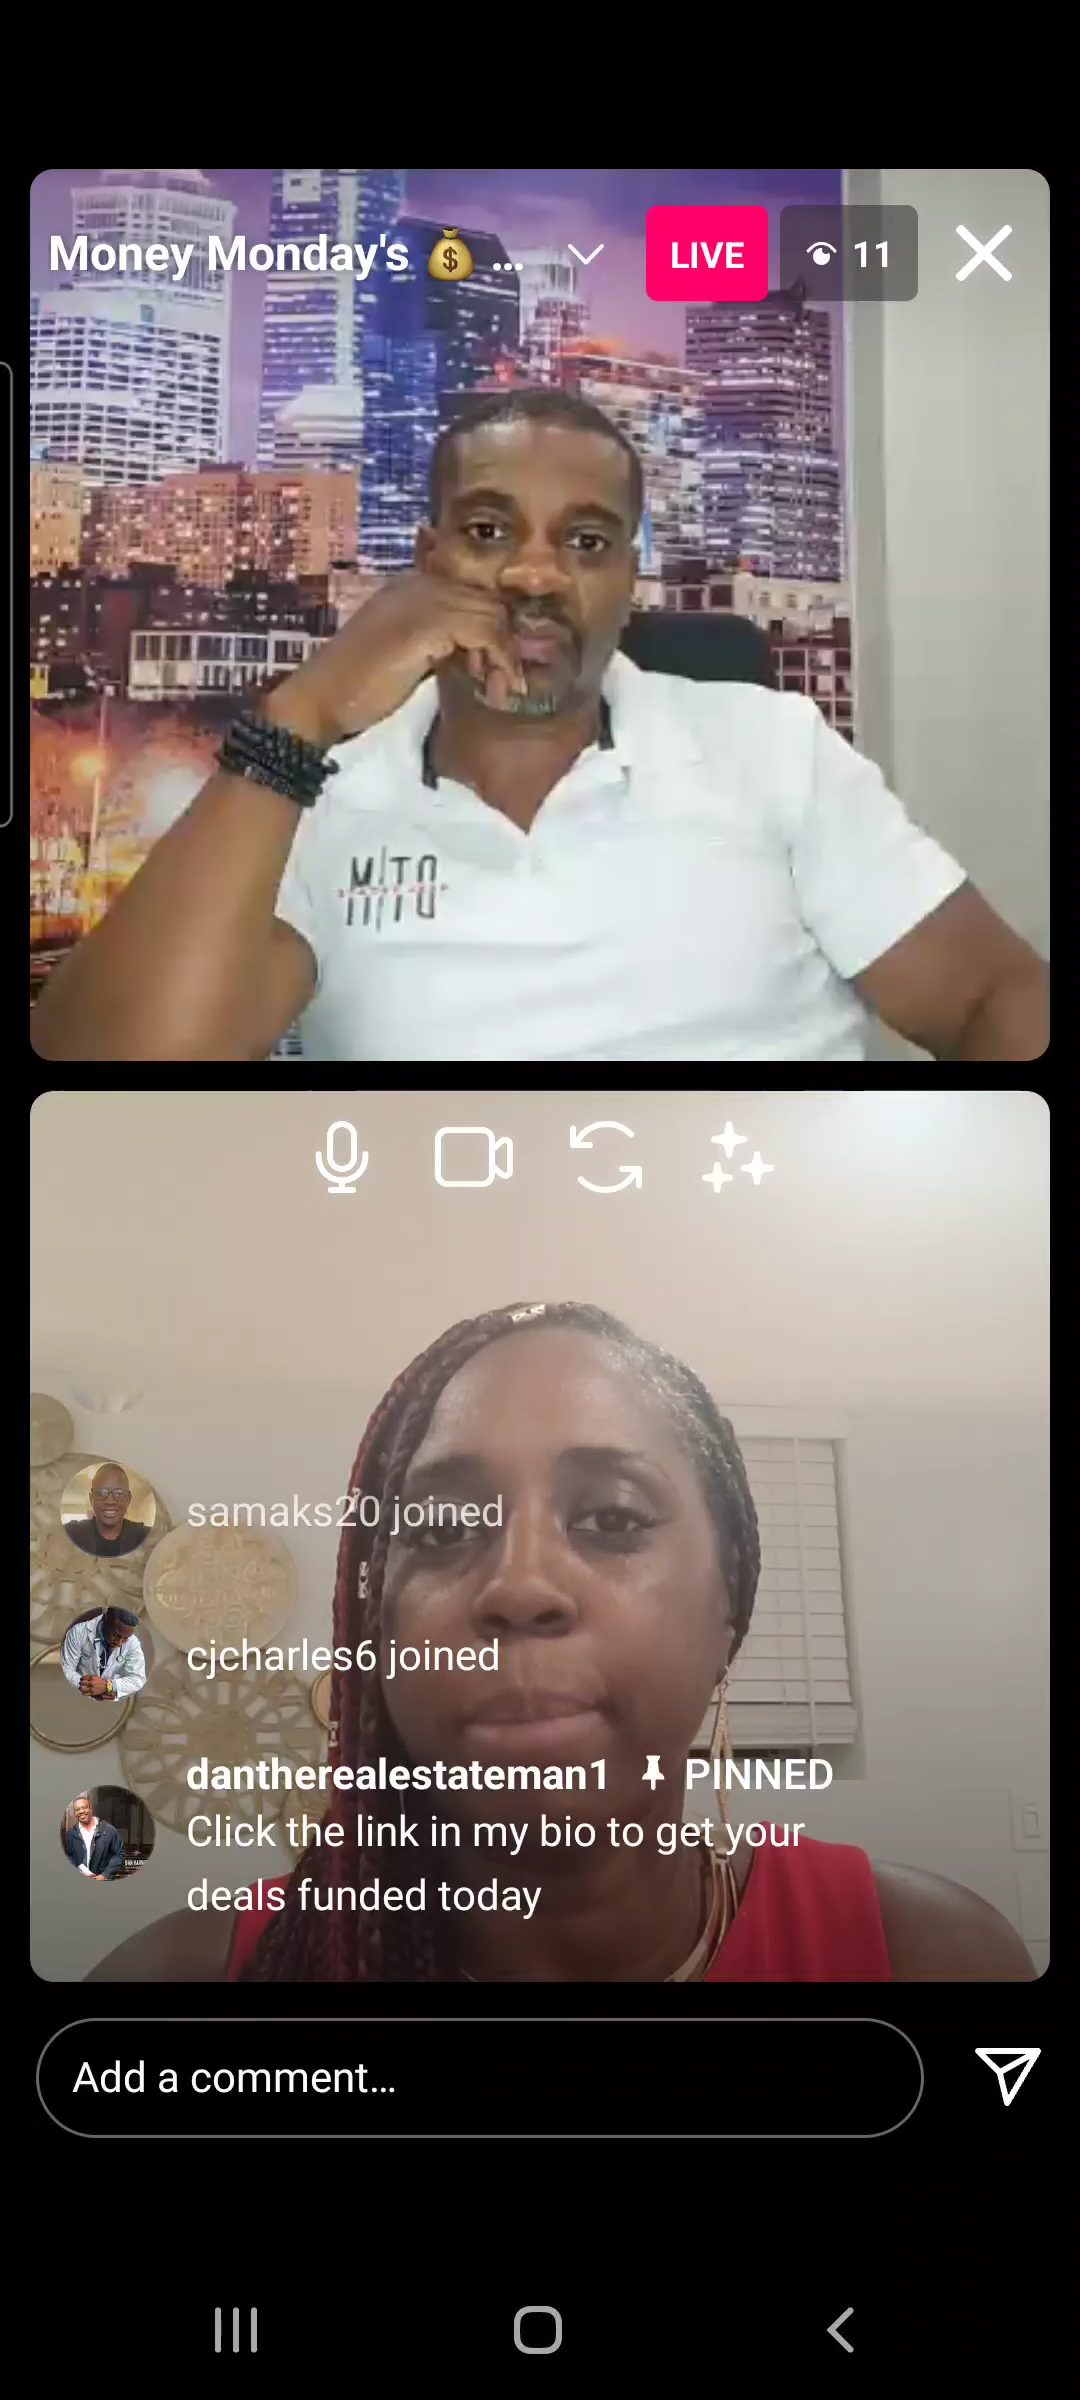 Money Monday's 💰 ...
LIVE
11
M|TO
samaks20 joined
cjcharles6 joined
dantherealestateman1 PINNED
Click the link in my bio to get your
deals funded today
Add a comment...